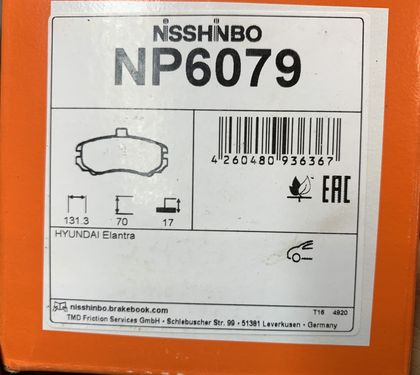 NISSHINBO
NP6079
4 260480 936367
EAC
131.3 70 17
HYUNDAI Elantra
nisshinbo.brakebook.com
T16 4920
TMD Friction Services GmbH • Schlebuscher Str. 99 • 51381 Leverkusen • Germany